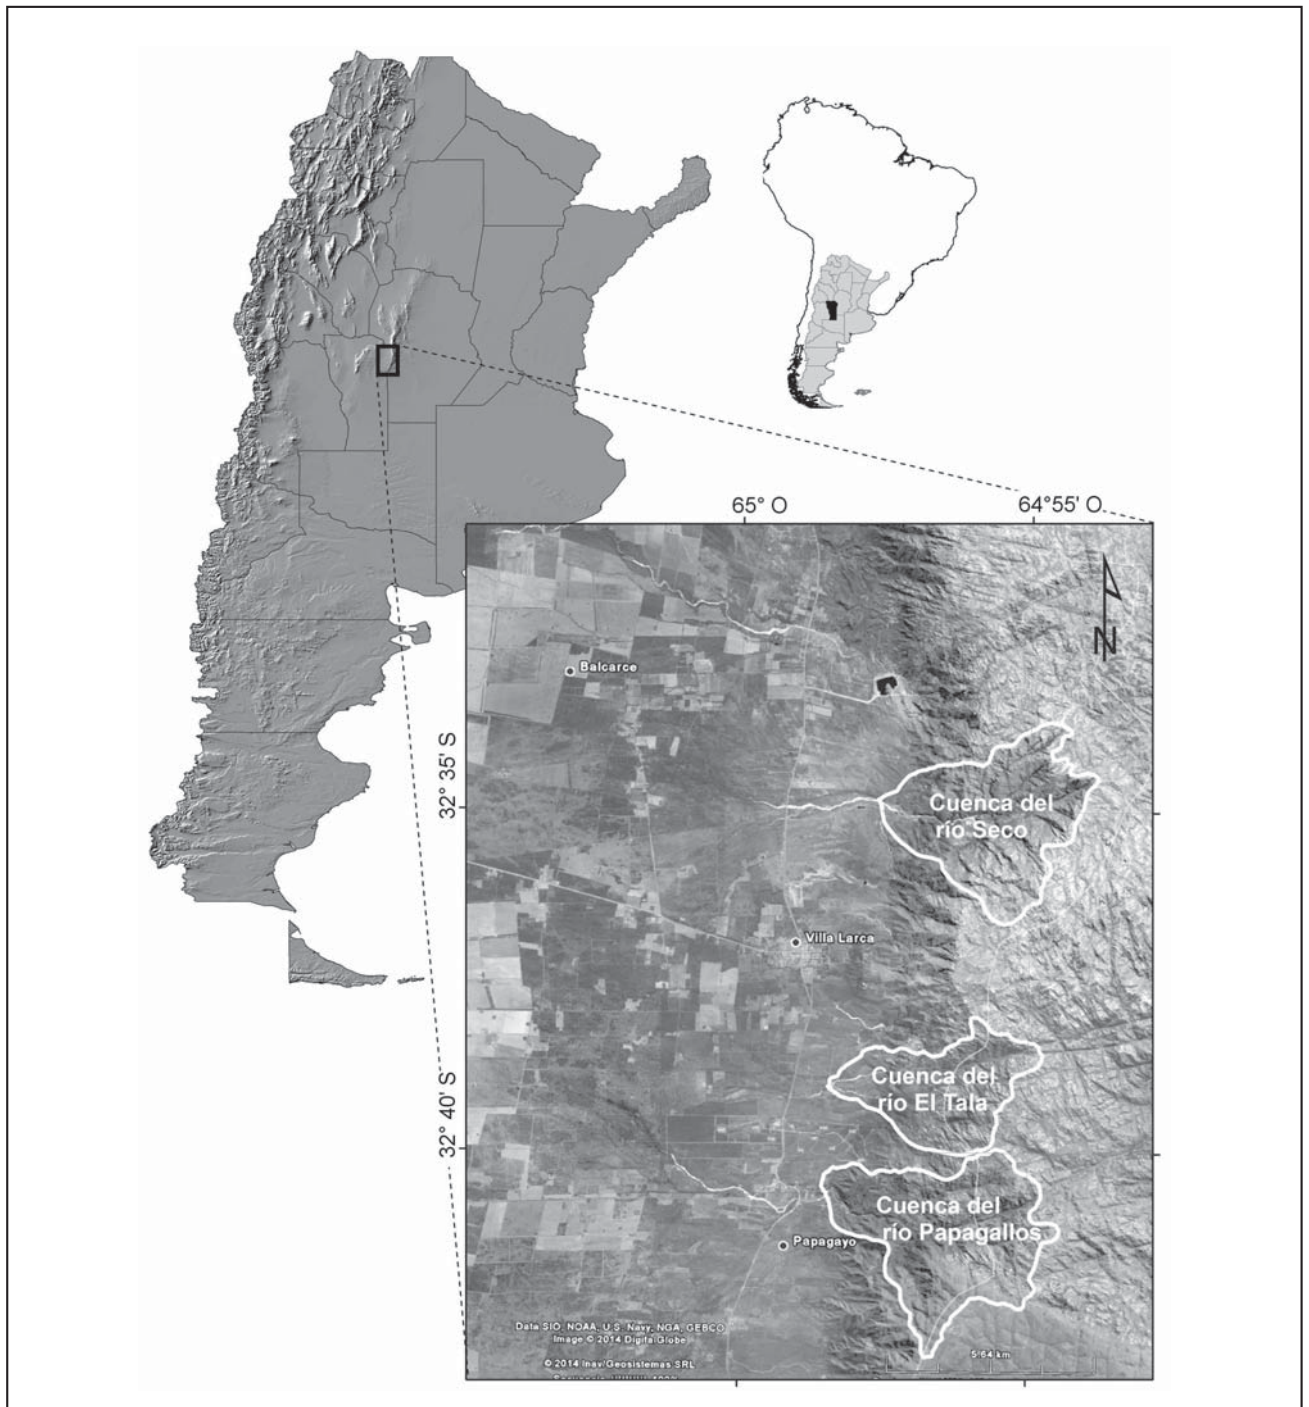 65° O
64°55' O
N
Balcarce
32° 35' S
Cuenca del
río Seco
Villa Larca
32° 40' S
Cuenca del
río El Tala
Cuenca del
río Papagallos
Papagayo
Data SIO, NOAA, U.S. Navy, NGA, GEBCO
Image © 2014 DigitalGlobe
© 2014 Inav/Geosistemas SRL
5.64 km